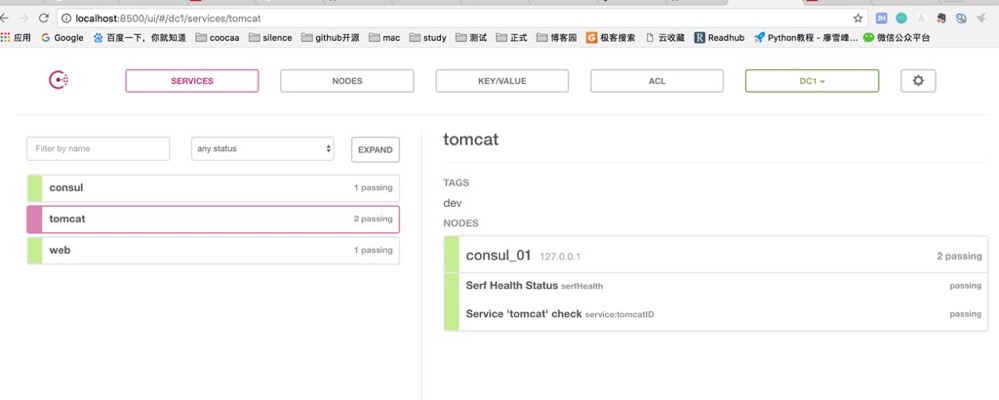 localhost:8500/ui/#/dc1/services/tomcat
应用 Google 百度一下，你就知道 coocaa silence github开源 mac study 测试 正式 博客园 极客搜索 云收藏 Readhub Python教程 - 廖雪峰... 微信公众平台
SERVICES NODES KEY/VALUE ACL DC1
Filter by name any status EXPAND
consul 1 passing
tomcat 2 passing
web 1 passing
tomcat
TAGS
dev
NODES
consul_01 127.0.0.1 2 passing
Serf Health Status serfHealth passing
Service 'tomcat' check service:tomcatID passing